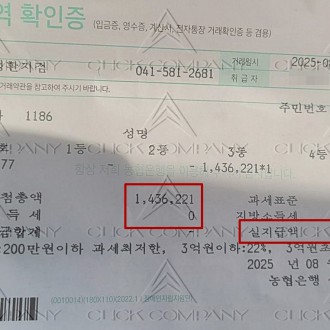 역 확인증 (입금증, 영수증, 계산서, 전자통장 거래확인증 등 겸용)
지점 041-581-2681 거래일시 2025-0
취급자
거래약관을 참고하여 주시기 바랍니다.
주민번호
1186
성명
1등 2등 3등 4등
77 - 1,436,221*1
첨총액 1,436,221 과세표준
득 세 0 지방소득세
금합계 - 실지급액
200만원이하 과세최저한, 3억원이하:22%, 3억원초
2025 년 08
농협은행
CLICK COMPANY